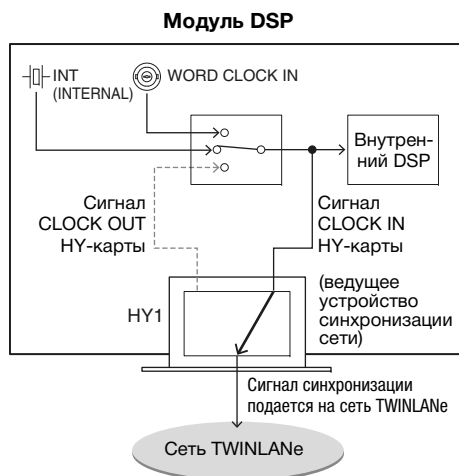 Модуль DSP
INT
(INTERNAL)
WORD CLOCK IN
Внутрен-
ний DSP
Сигнал
CLOCK OUT
HY-карты
Сигнал
CLOCK IN
HY-карты
HY1
(ведущее
устройство
синхронизации
сети)
Сигнал синхронизации
подается на сеть TWINLANe
Сеть TWINLANe